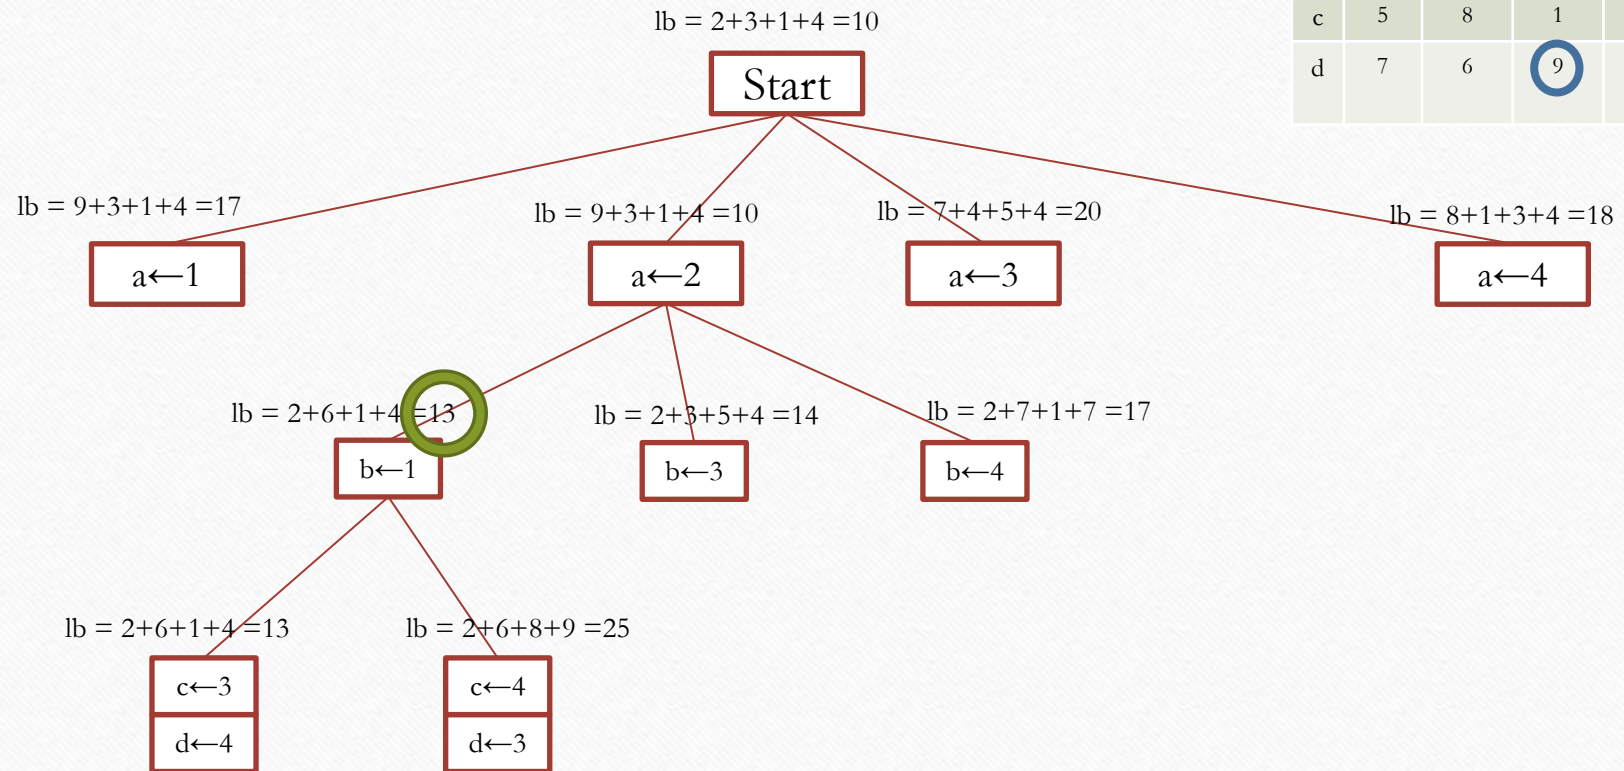 lb = 2+3+1+4 =10
c 5 8 1
d 7 6 9
Start
lb = 9+3+1+4 =17
lb = 9+3+1+4 =10
lb = 7+4+5+4 =20
lb = 8+1+3+4 =18
a←1
a←2
a←3
a←4
lb = 2+6+1+4 =13
lb = 2+3+5+4 =14
lb = 2+7+1+7 =17
b←1
b←3
b←4
lb = 2+6+1+4 =13
lb = 2+6+8+9 =25
c←3
c←4
d←4
d←3